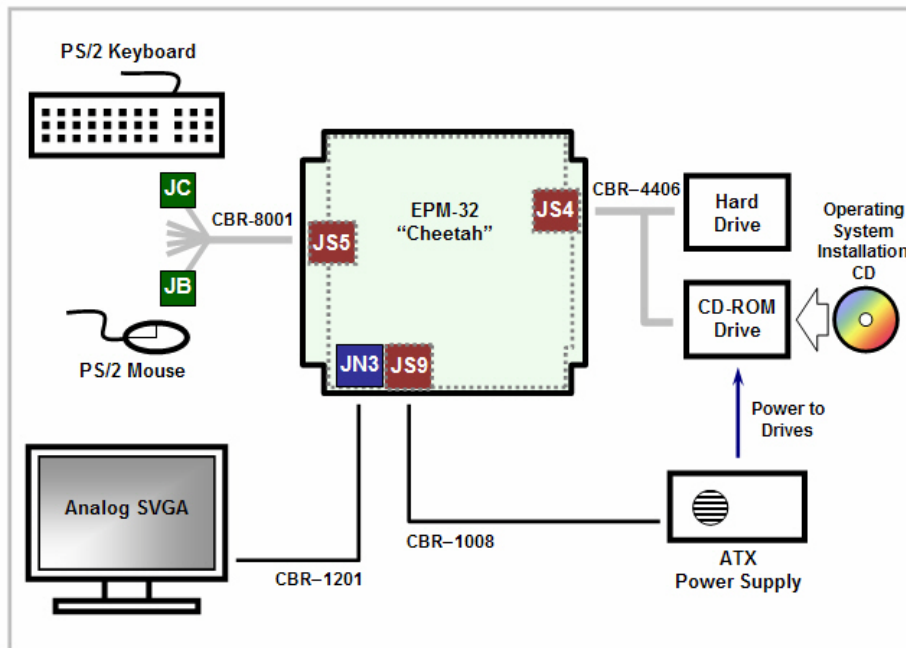 PS/2 Keyboard
JC
CBR-8001
JS5
JB
PS/2 Mouse
EPM-32
“Cheetah”
JS4
CBR–4406
Hard
Drive
Operating
System
Installation
CD
CD-ROM
Drive
JN3
JS9
Power to
Drives
Analog SVGA
CBR–1201
CBR–1008
ATX
Power Supply